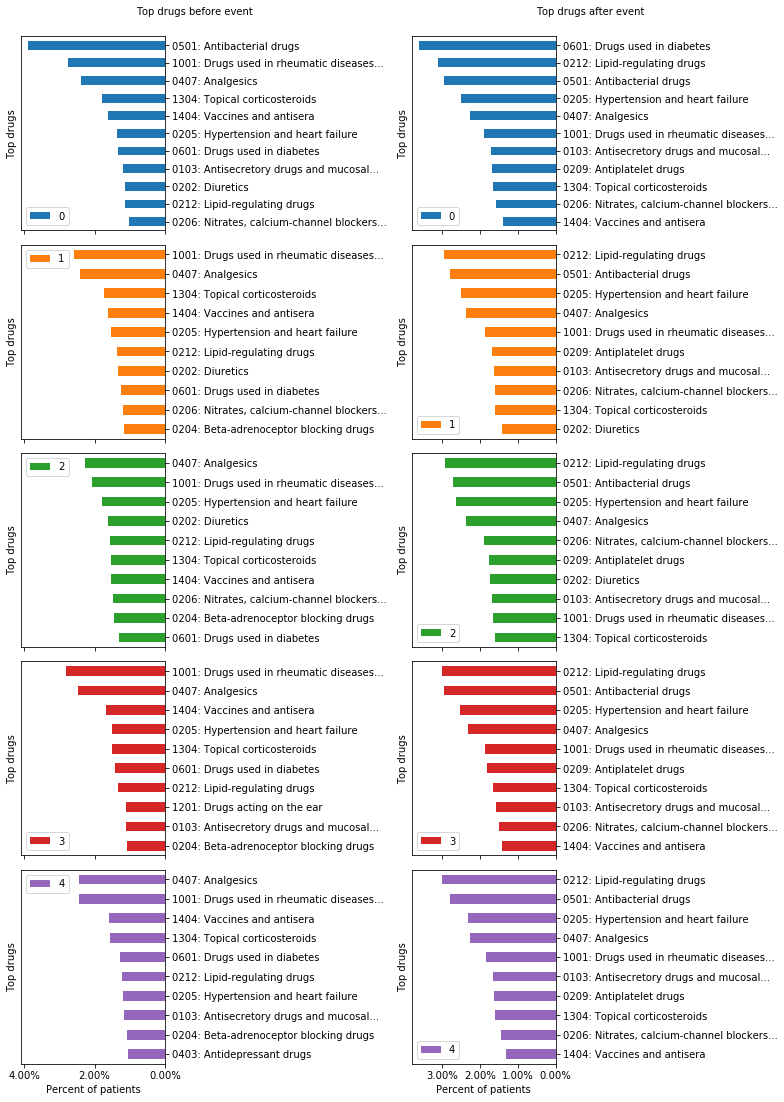 Top drugs before event
Top drugs
0501: Antibacterial drugs
1001: Drugs used in rheumatic diseases...
0407: Analgesics
1304: Topical corticosteroids
1404: Vaccines and antisera
0205: Hypertension and heart failure
0601: Drugs used in diabetes
0103: Antisecretory drugs and mucosal...
0202: Diuretics
0212: Lipid-regulating drugs
0206: Nitrates, calcium-channel blockers...
0
Top drugs after event
Top drugs
0601: Drugs used in diabetes
0212: Lipid-regulating drugs
0501: Antibacterial drugs
0205: Hypertension and heart failure
0407: Analgesics
1001: Drugs used in rheumatic diseases...
0103: Antisecretory drugs and mucosal...
0209: Antiplatelet drugs
1304: Topical corticosteroids
0206: Nitrates, calcium-channel blockers...
1404: Vaccines and antisera
0
Top drugs
1
1001: Drugs used in rheumatic diseases...
0407: Analgesics
1304: Topical corticosteroids
1404: Vaccines and antisera
0205: Hypertension and heart failure
0212: Lipid-regulating drugs
0202: Diuretics
0601: Drugs used in diabetes
0206: Nitrates, calcium-channel blockers...
0204: Beta-adrenoceptor blocking drugs
Top drugs
0212: Lipid-regulating drugs
0501: Antibacterial drugs
0205: Hypertension and heart failure
0407: Analgesics
1001: Drugs used in rheumatic diseases...
0209: Antiplatelet drugs
0103: Antisecretory drugs and mucosal...
0206: Nitrates, calcium-channel blockers...
1304: Topical corticosteroids
0202: Diuretics
1
Top drugs
2
0407: Analgesics
1001: Drugs used in rheumatic diseases...
0205: Hypertension and heart failure
0202: Diuretics
0212: Lipid-regulating drugs
1304: Topical corticosteroids
1404: Vaccines and antisera
0206: Nitrates, calcium-channel blockers...
0204: Beta-adrenoceptor blocking drugs
0601: Drugs used in diabetes
Top drugs
0212: Lipid-regulating drugs
0501: Antibacterial drugs
0205: Hypertension and heart failure
0407: Analgesics
0206: Nitrates, calcium-channel blockers...
0209: Antiplatelet drugs
0202: Diuretics
0103: Antisecretory drugs and mucosal...
1001: Drugs used in rheumatic diseases...
1304: Topical corticosteroids
2
Top drugs
1001: Drugs used in rheumatic diseases...
0407: Analgesics
1404: Vaccines and antisera
0205: Hypertension and heart failure
1304: Topical corticosteroids
0601: Drugs used in diabetes
0212: Lipid-regulating drugs
1201: Drugs acting on the ear
0103: Antisecretory drugs and mucosal...
0204: Beta-adrenoceptor blocking drugs
3
Top drugs
0212: Lipid-regulating drugs
0501: Antibacterial drugs
0205: Hypertension and heart failure
0407: Analgesics
1001: Drugs used in rheumatic diseases...
0209: Antiplatelet drugs
1304: Topical corticosteroids
0103: Antisecretory drugs and mucosal...
0206: Nitrates, calcium-channel blockers...
1404: Vaccines and antisera
3
Top drugs
4
0407: Analgesics
1001: Drugs used in rheumatic diseases...
1404: Vaccines and antisera
1304: Topical corticosteroids
0601: Drugs used in diabetes
0212: Lipid-regulating drugs
0205: Hypertension and heart failure
0103: Antisecretory drugs and mucosal...
0204: Beta-adrenoceptor blocking drugs
0403: Antidepressant drugs
4.00% 2.00% 0.00%
Percent of patients
Top drugs
0212: Lipid-regulating drugs
0501: Antibacterial drugs
0205: Hypertension and heart failure
0407: Analgesics
1001: Drugs used in rheumatic diseases...
0103: Antisecretory drugs and mucosal...
0209: Antiplatelet drugs
1304: Topical corticosteroids
0206: Nitrates, calcium-channel blockers...
1404: Vaccines and antisera
4
3.00% 2.00% 1.00% 0.00%
Percent of patients